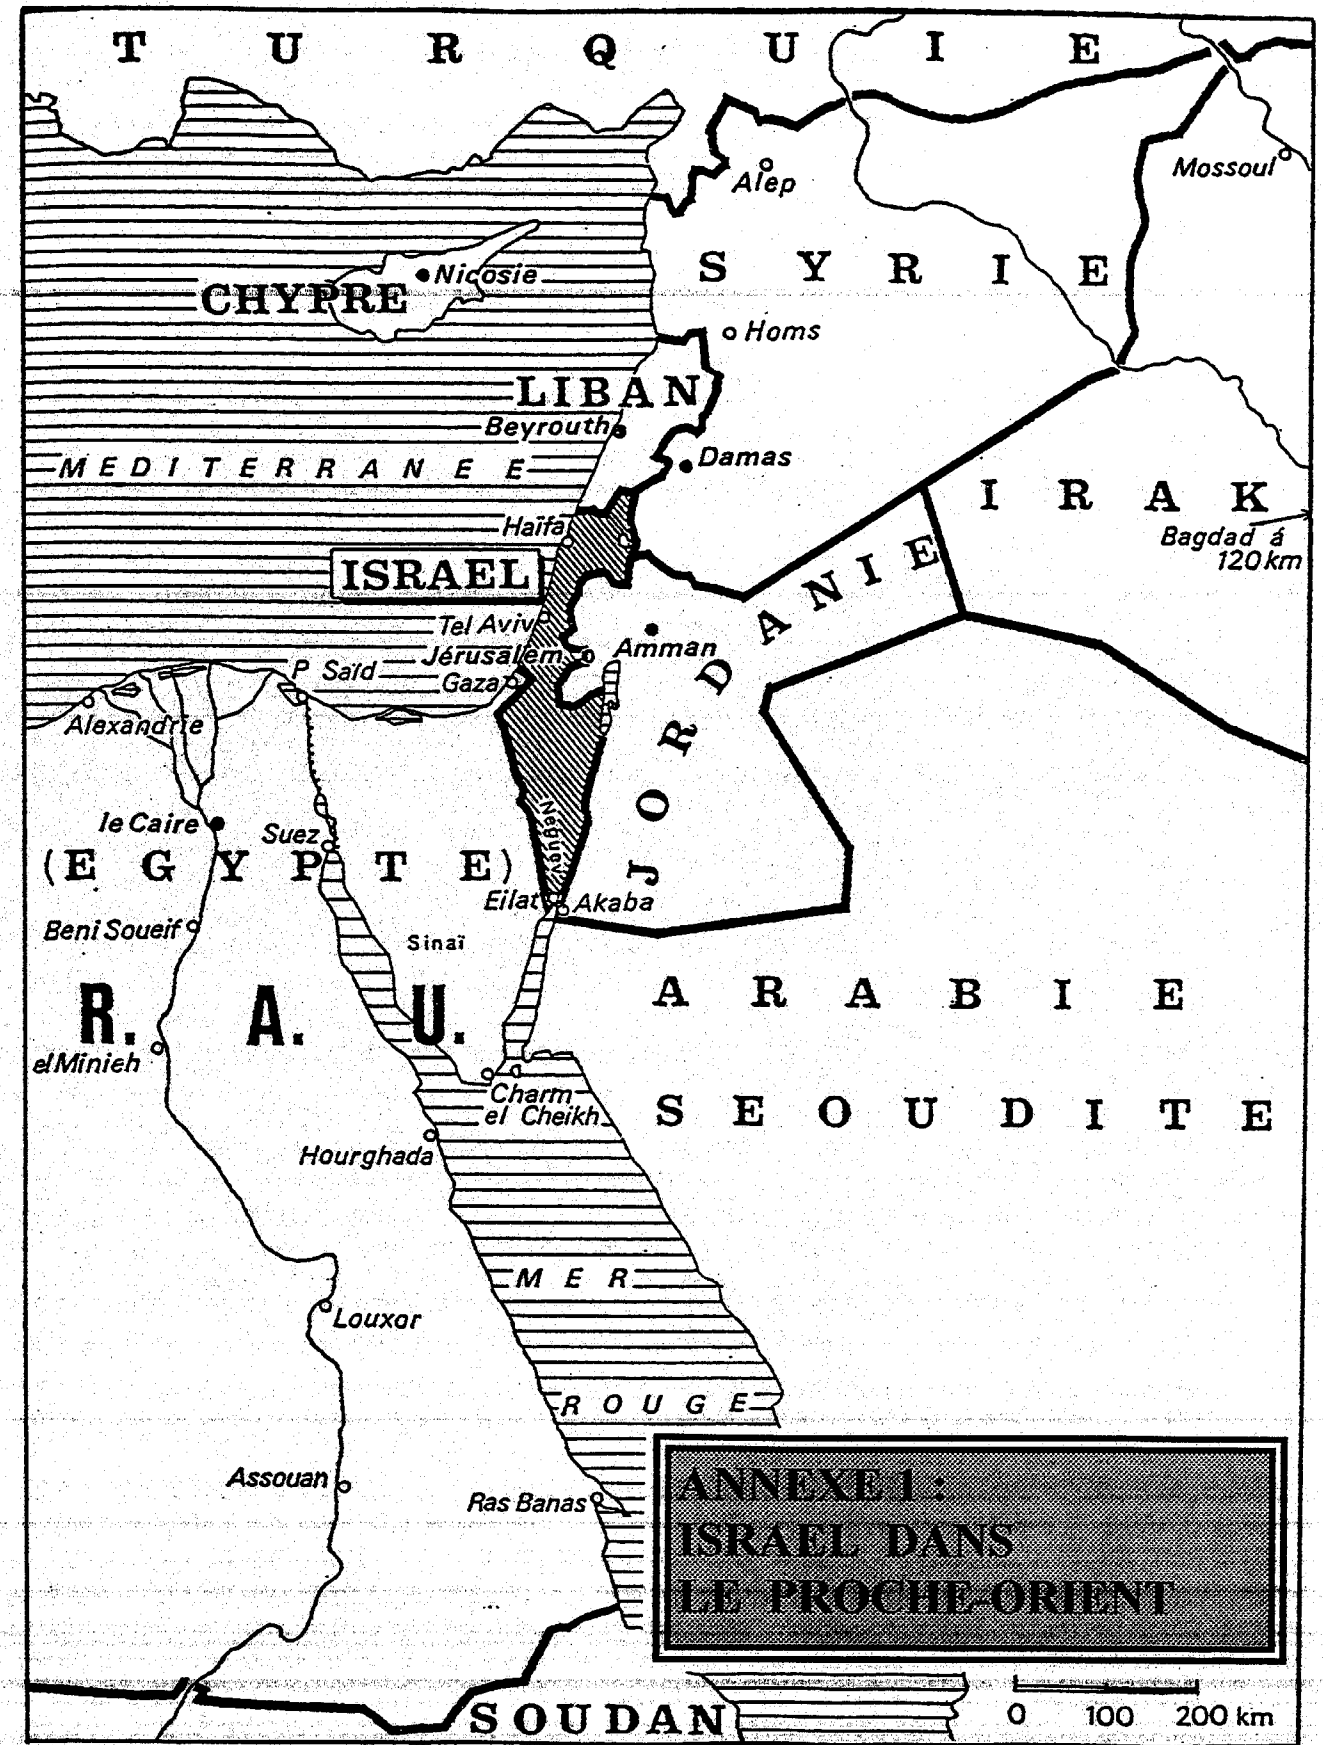 TURQUIE
Mossoul
Alep
SYRIE
Nicosie
CHYPRE
Homs
LIBAN
Beyrouth
Damas
MEDITERRANEE
IRAK
Haïfa
Bagdad á
120 km
ISRAEL
JORDANIE
Tel Aviv
Amman
Jérusalem
P Saïd
Gaza
Alexandrie
Néguev
le Caire
Suez
(EGYPTE)
Eilat
Akaba
Beni Soueif
Sinaï
R. A. U.
ARABIE
el Minieh
Charm
el Cheikh
SEOUDITE
Hourghada
MER
Louxor
ROUGE
Assouan
Ras Banas
ANNEXE 1 :
ISRAEL DANS
LE PROCHE-ORIENT
SOUDAN
0 100 200 km